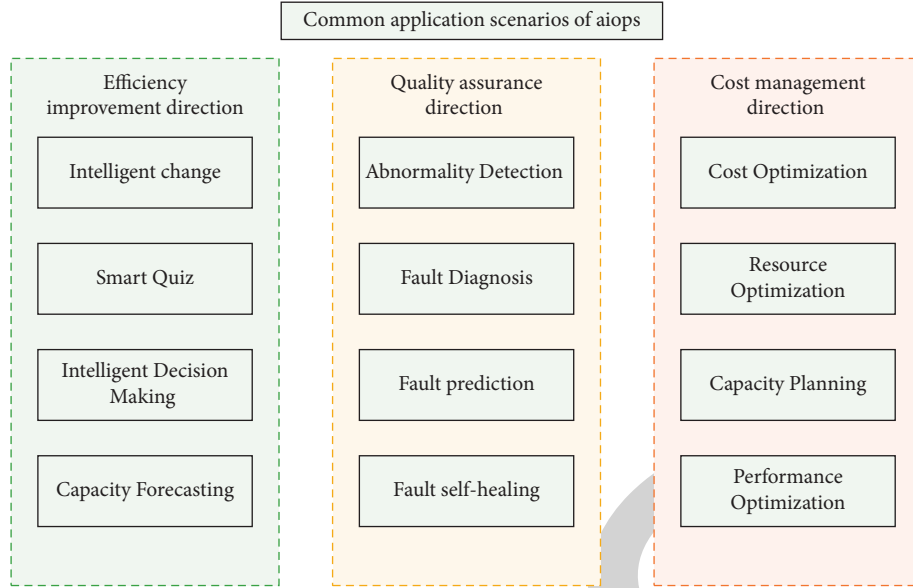 Common application scenarios of aiops
Efficiency
improvement direction
Intelligent change
Smart Quiz
Intelligent Decision
Making
Capacity Forecasting
Quality assurance
direction
Abnormality Detection
Fault Diagnosis
Fault prediction
Fault self-healing
Cost management
direction
Cost Optimization
Resource
Optimization
Capacity Planning
Performance
Optimization